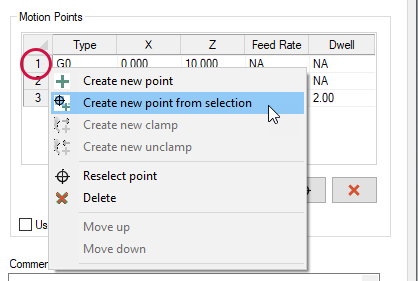 Motion Points
Type X Z Feed Rate Dwell
1 G0 0.000 10.000 NA NA
2 NA
3 2.00
Create new point
Create new point from selection
Create new clamp
Create new unclamp
Reselect point
Delete
Move up
Move down
Us
Commen